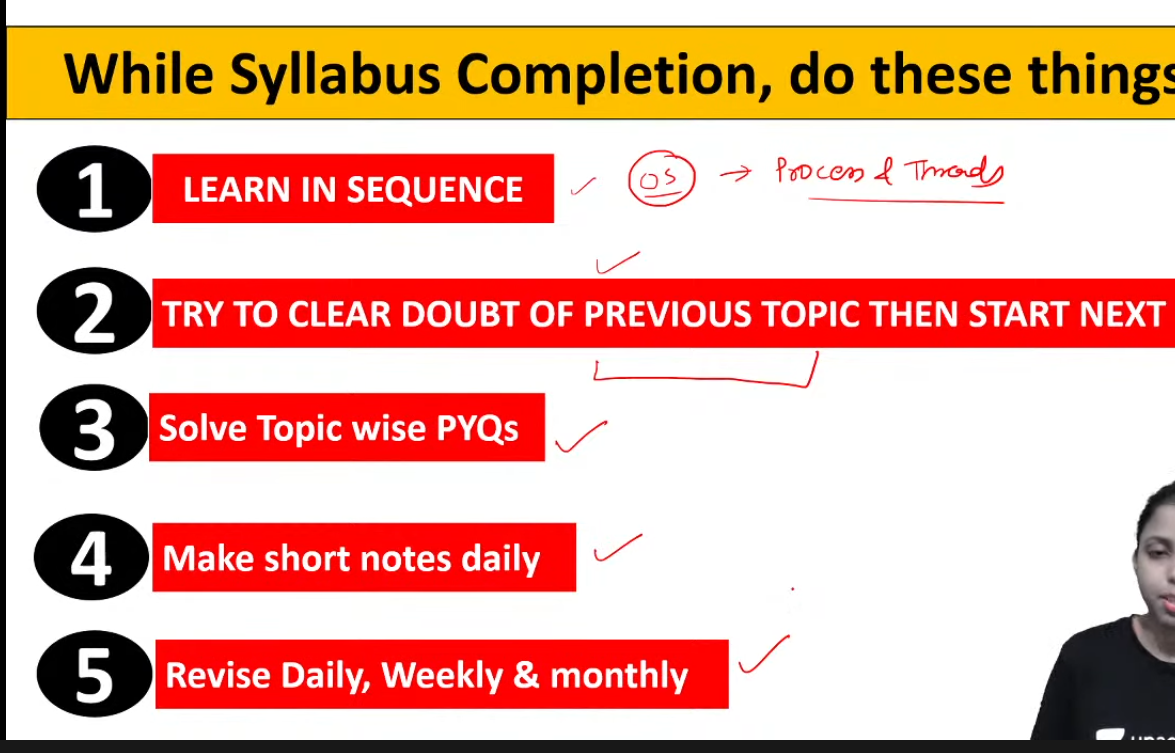 While Syllabus Completion, do these things
1 LEARN IN SEQUENCE OS → Process & Threads
2 TRY TO CLEAR DOUBT OF PREVIOUS TOPIC THEN START NEXT
3 Solve Topic wise PYQs
4 Make short notes daily
5 Revise Daily, Weekly & monthly